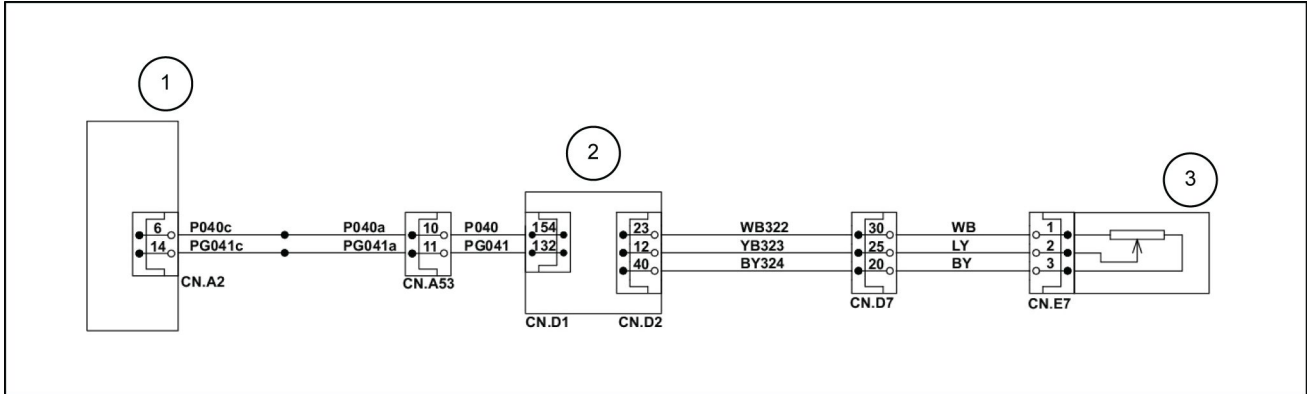 1
2
3
6 P040c P040a 10 P040 154 23 WB322 30 WB 1
14 PG041c PG041a 11 PG041 132 12 YB323 25 LY 2
40 BY324 20 BY 3
CN.A2 CN.A53 CN.D7 CN.E7
CN.D1 CN.D2